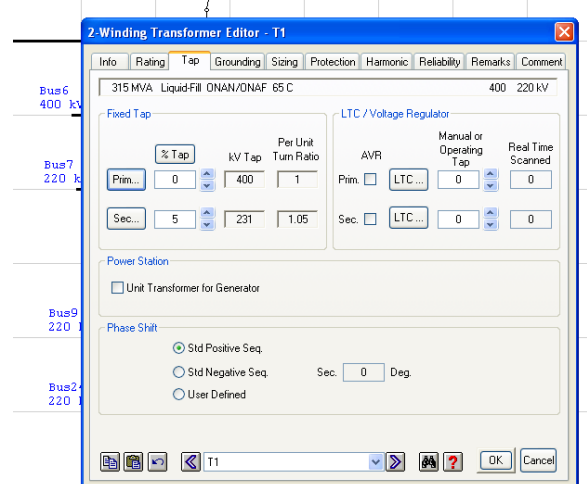 2-Winding Transformer Editor - T1
Info Rating Tap Grounding Sizing Protection Harmonic Reliability Remarks Comment
315 MVA Liquid-Fill ONAN/ONAF 65 C 400 220 kV
Fixed Tap
% Tap kV Tap Per Unit Turn Ratio
Prim... 0 400 1
Sec... 5 231 1.05
LTC / Voltage Regulator
AVR Manual or Operating Tap Real Time Scanned
Prim. LTC ... 0 0
Sec. LTC ... 0 0
Power Station
Unit Transformer for Generator
Phase Shift
Std Positive Seq.
Std Negative Seq. Sec. 0 Deg.
User Defined
T1 ? OK Cancel
Bus6
400 kV
Bus7
220 k
Bus9
220
Bus2
220